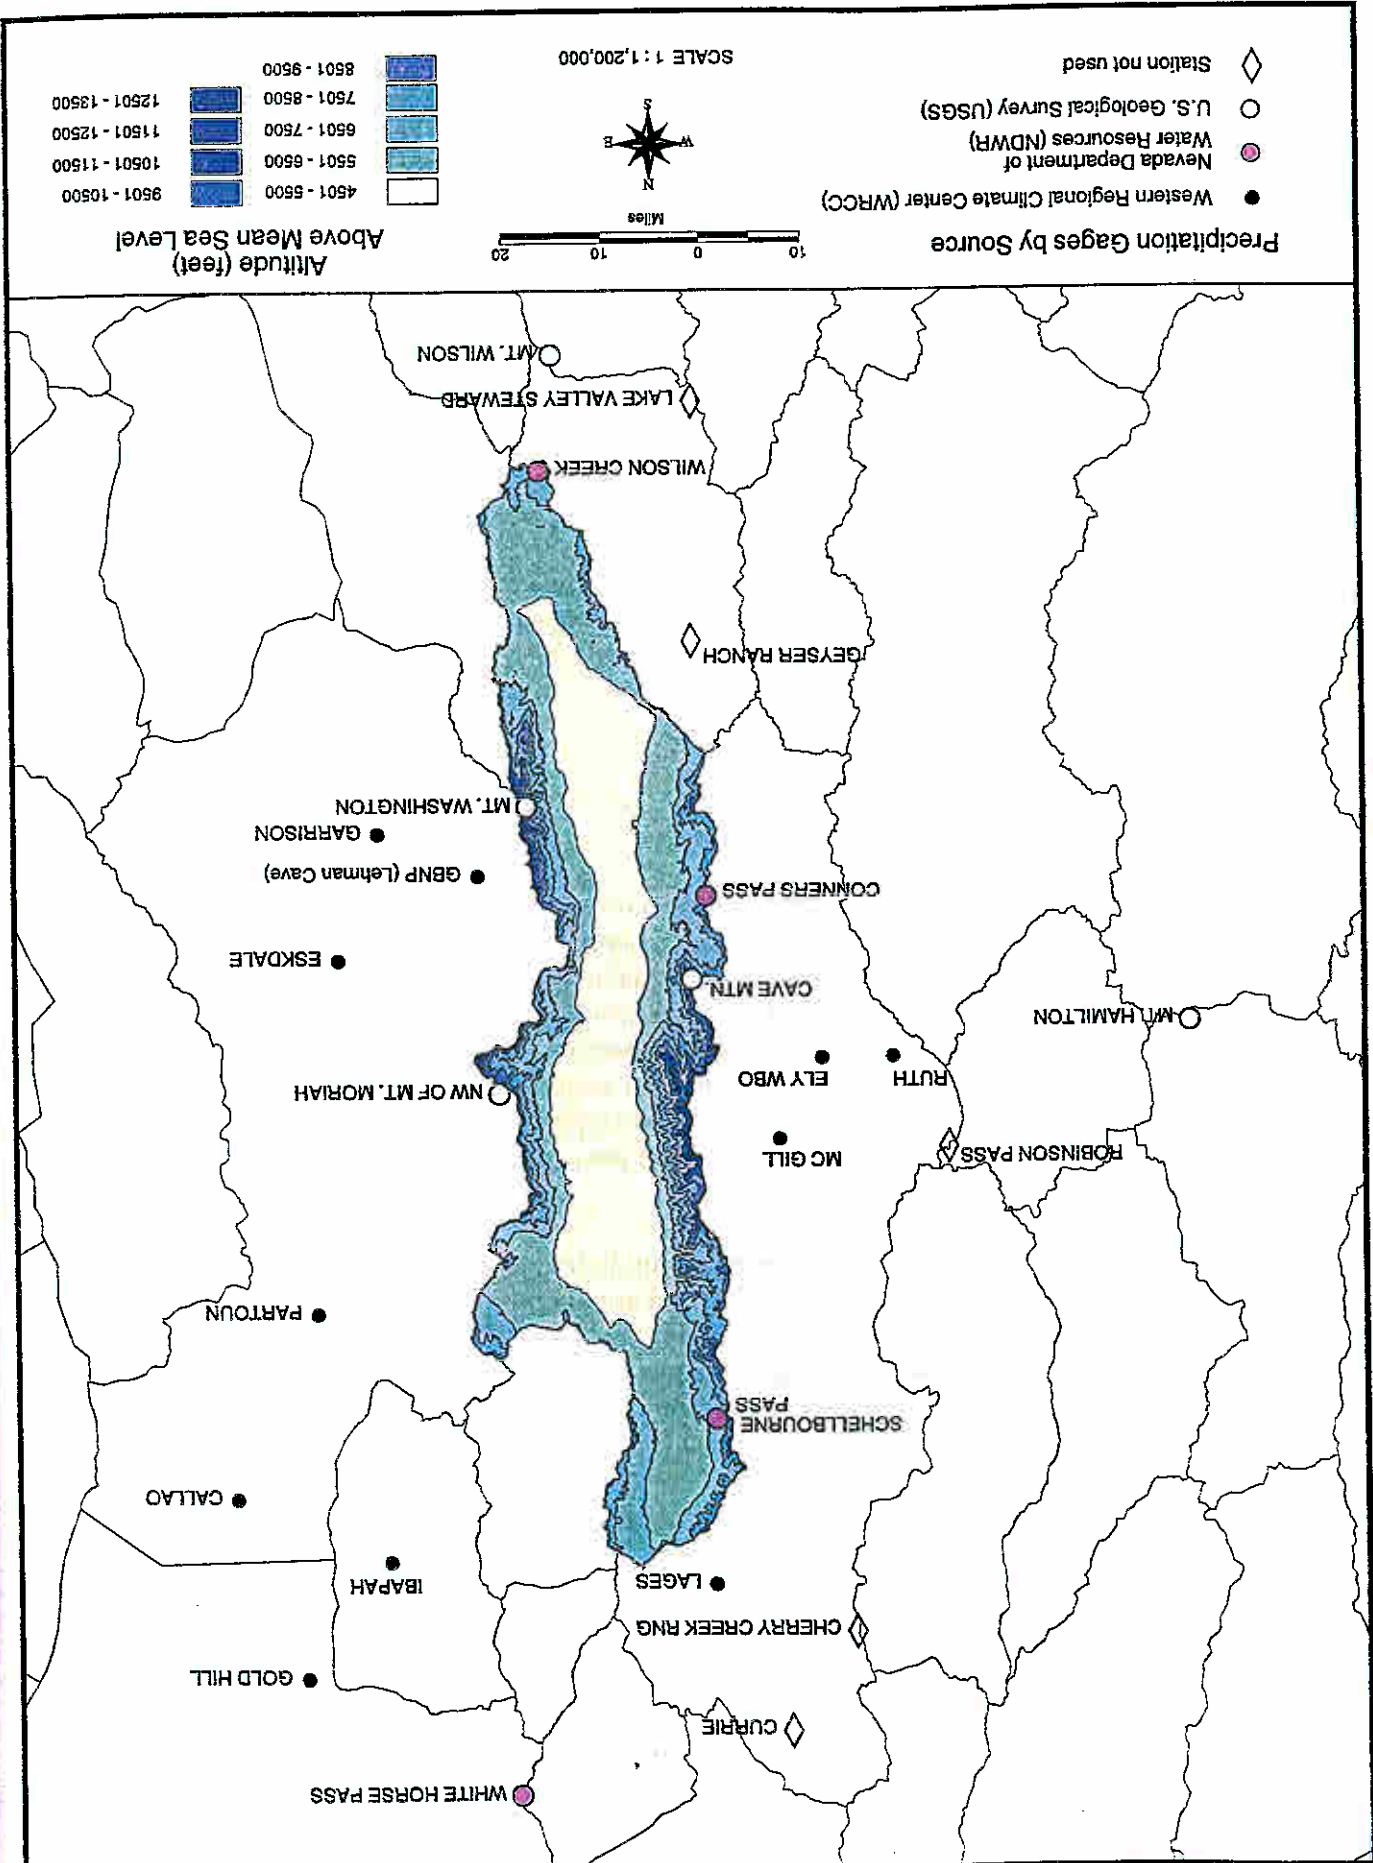 WHITE HORSE PASS
CURRIE
GOLD HILL
CHERRY CREEK RNG
LAGES
IBAPAH
CALLAO
SCHELLBOURNE
PASS
PARTOUN
ROBINSON PASS
MC GILL
NW OF MT. MORIAH
RUTH
ELY WBO
MT. HAMILTON
CAVE MTN.
ESKDALE
CONNERS PASS
GBNP (Lehman Cave)
GARRISON
MT. WASHINGTON
GEYSER RANCH
WILSON CREEK
LAKE VALLEY STEWARD
MT. WILSON
Precipitation Gages by Source
Western Regional Climate Center (WRCC)
Nevada Department of
Water Resources (NDWR)
U.S. Geological Survey (USGS)
Station not used
10 0 10 20
Miles
N
W E
S
SCALE 1 : 1,200,000
Altitude (feet)
Above Mean Sea Level
4501 - 5500
5501 - 6500
6501 - 7500
7501 - 8500
8501 - 9500
9501 - 10500
10501 - 11500
11501 - 12500
12501 - 13500